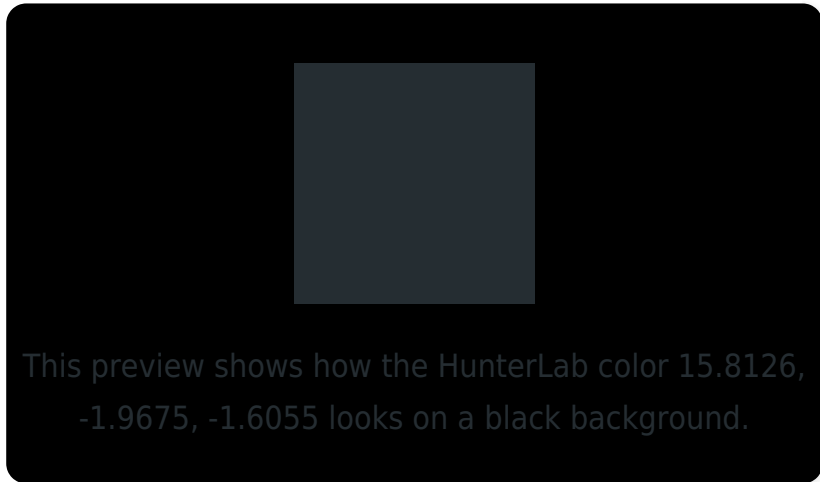 This preview shows how the HunterLab color 15.8126,
-1.9675, -1.6055 looks on a black background.